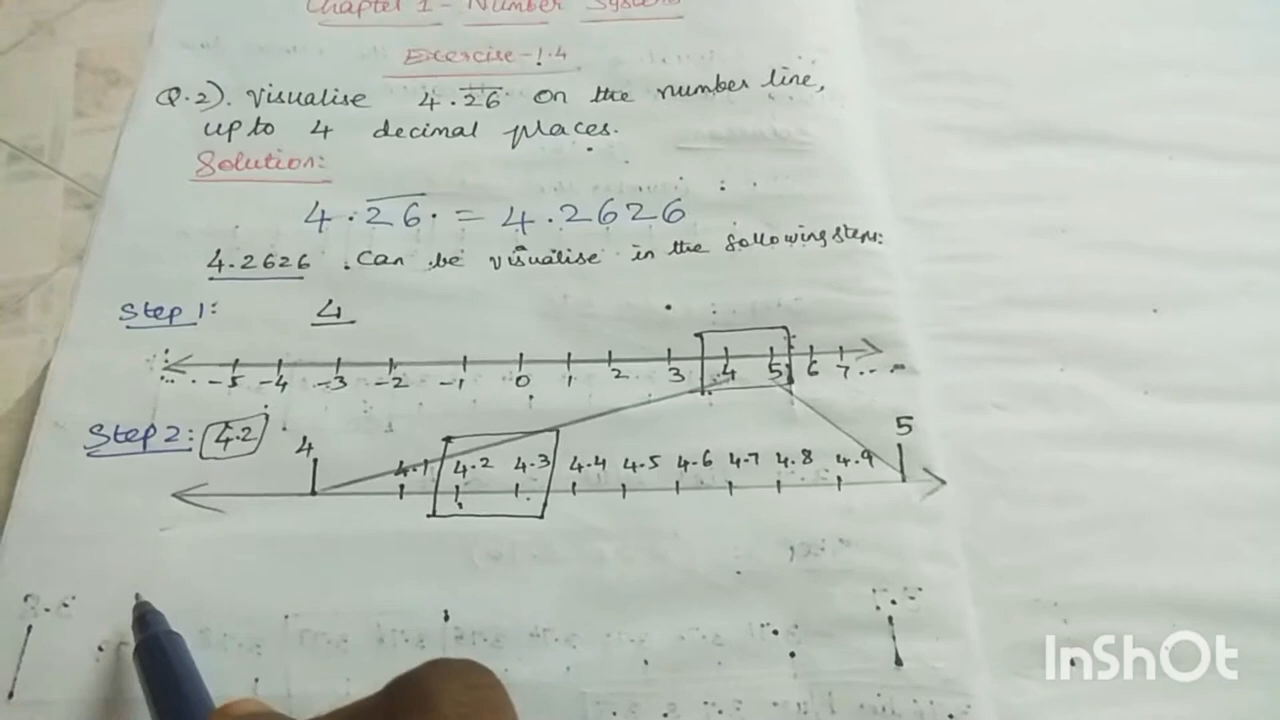 Chapter 1 - Number System
Exercise - 1.4
Q.2). Visualise 4.2̅6̅ on the number line,
up to 4 decimal places.
Solution:
4.2̅6̅. = 4.2626
4.2626 . Can be visualise in the following steps:
Step 1: 4
... -5 -4 -3 -2 -1 0 1 2 3 4 5 6 7 ...
Step 2: 4.2
4 4.1 4.2 4.3 4.4 4.5 4.6 4.7 4.8 4.9 5
InShOt